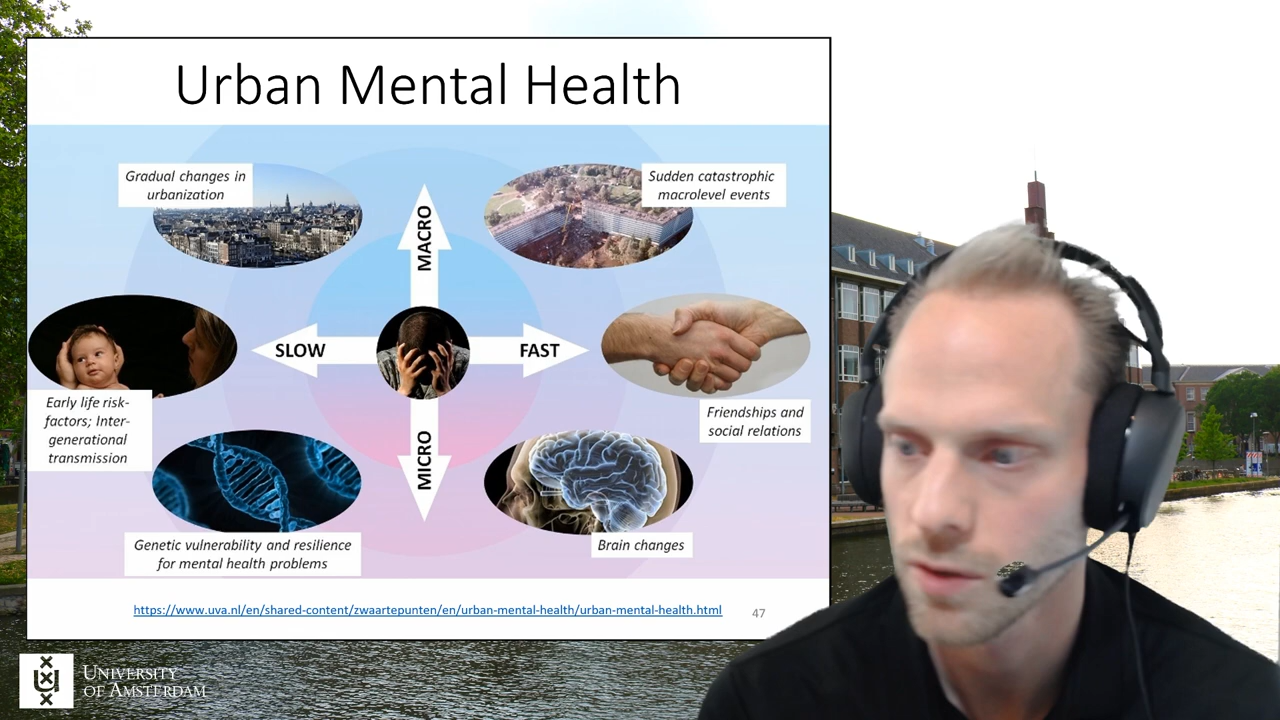 Urban Mental Health
Gradual changes in
urbanization
Sudden catastrophic
macrolevel events
MACRO
SLOW
FAST
Early life risk-
factors; Inter-
generational
transmission
Friendships and
social relations
MICRO
Genetic vulnerability and resilience
for mental health problems
Brain changes
https://www.uva.nl/en/shared-content/zwaartepunten/en/urban-mental-health/urban-mental-health.html
47
UNIVERSITY
OF AMSTERDAM